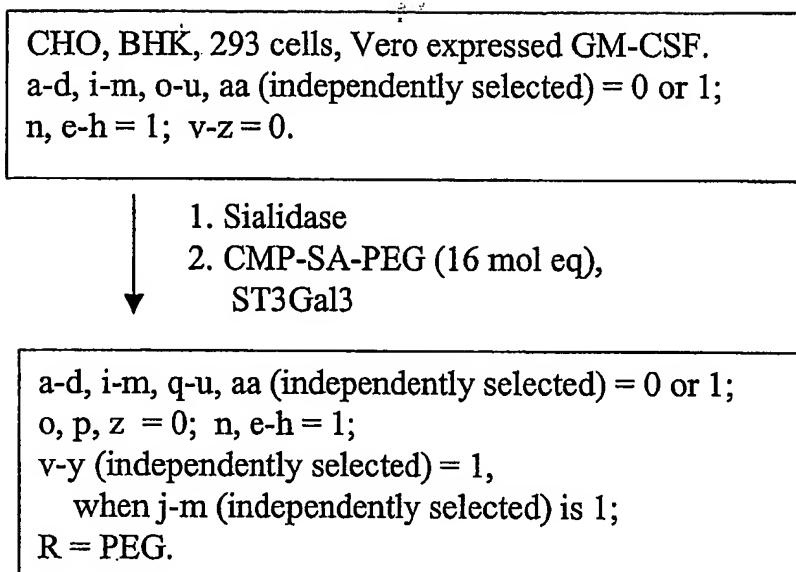 CHO, BHK, 293 cells, Vero expressed GM-CSF.
a-d, i-m, o-u, aa (independently selected) = 0 or 1;
n, e-h = 1; v-z = 0.
1. Sialidase
2. CMP-SA-PEG (16 mol eq),
ST3Gal3
a-d, i-m, q-u, aa (independently selected) = 0 or 1;
o, p, z = 0; n, e-h = 1;
v-y (independently selected) = 1,
when j-m (independently selected) is 1;
R = PEG.